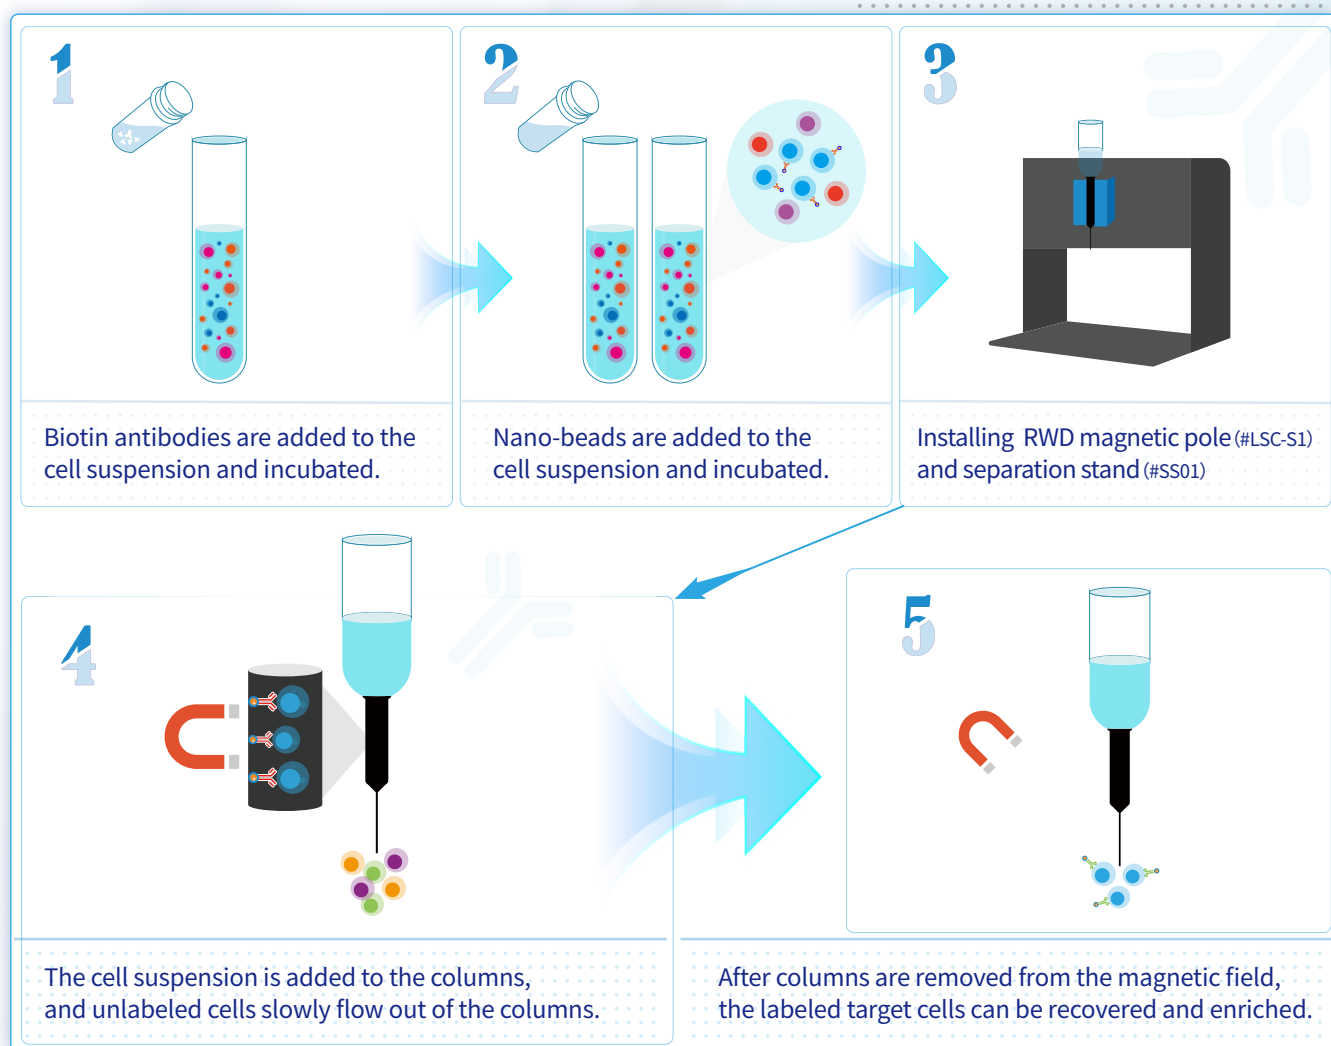 1
Biotin antibodies are added to the
cell suspension and incubated.
2
Nano-beads are added to the
cell suspension and incubated.
3
Installing RWD magnetic pole (#LSC-S1)
and separation stand (#SS01)
4
The cell suspension is added to the columns,
and unlabeled cells slowly flow out of the columns.
5
After columns are removed from the magnetic field,
the labeled target cells can be recovered and enriched.